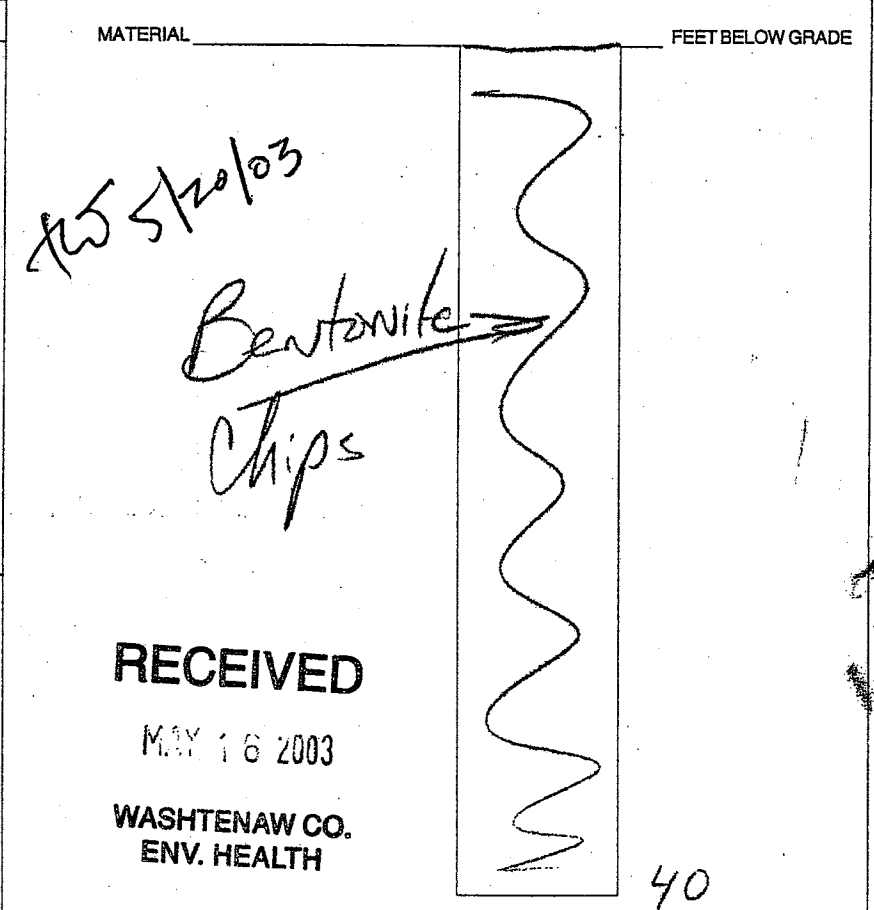 MATERIAL FEET BELOW GRADE
5/20/03
Bentonite
Chips
RECEIVED
MAY 16 2003
WASHTENAW CO.
ENV. HEALTH
40